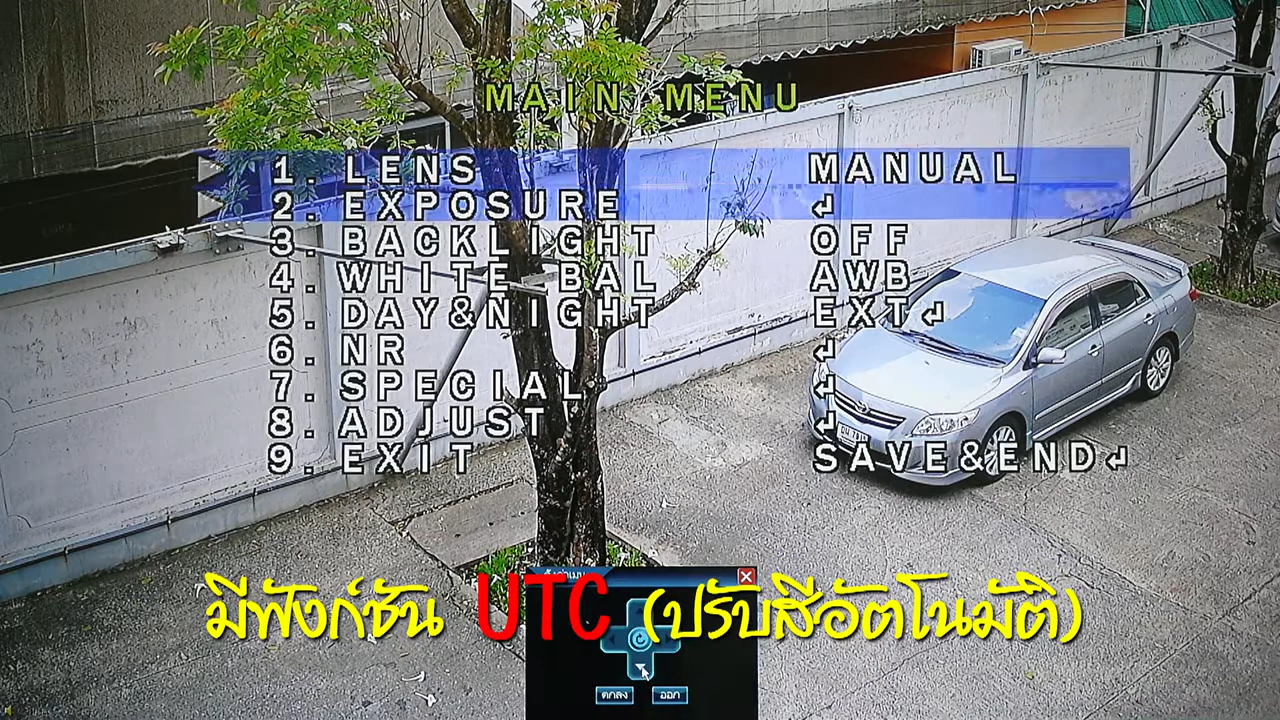 MAIN MENU
1. LENS MANUAL
2. EXPOSURE ↲
3. BACKLIGHT OFF
4. WHITE BAL AWB
5. DAY&NIGHT EXT↲
6. NR ↲
7. SPECIAL ↲
8. ADJUST ↲
9. EXIT SAVE&END↲
มีฟังก์ชัน UTC (ปรับสีอัตโนมัติ)
ตกลง ออก